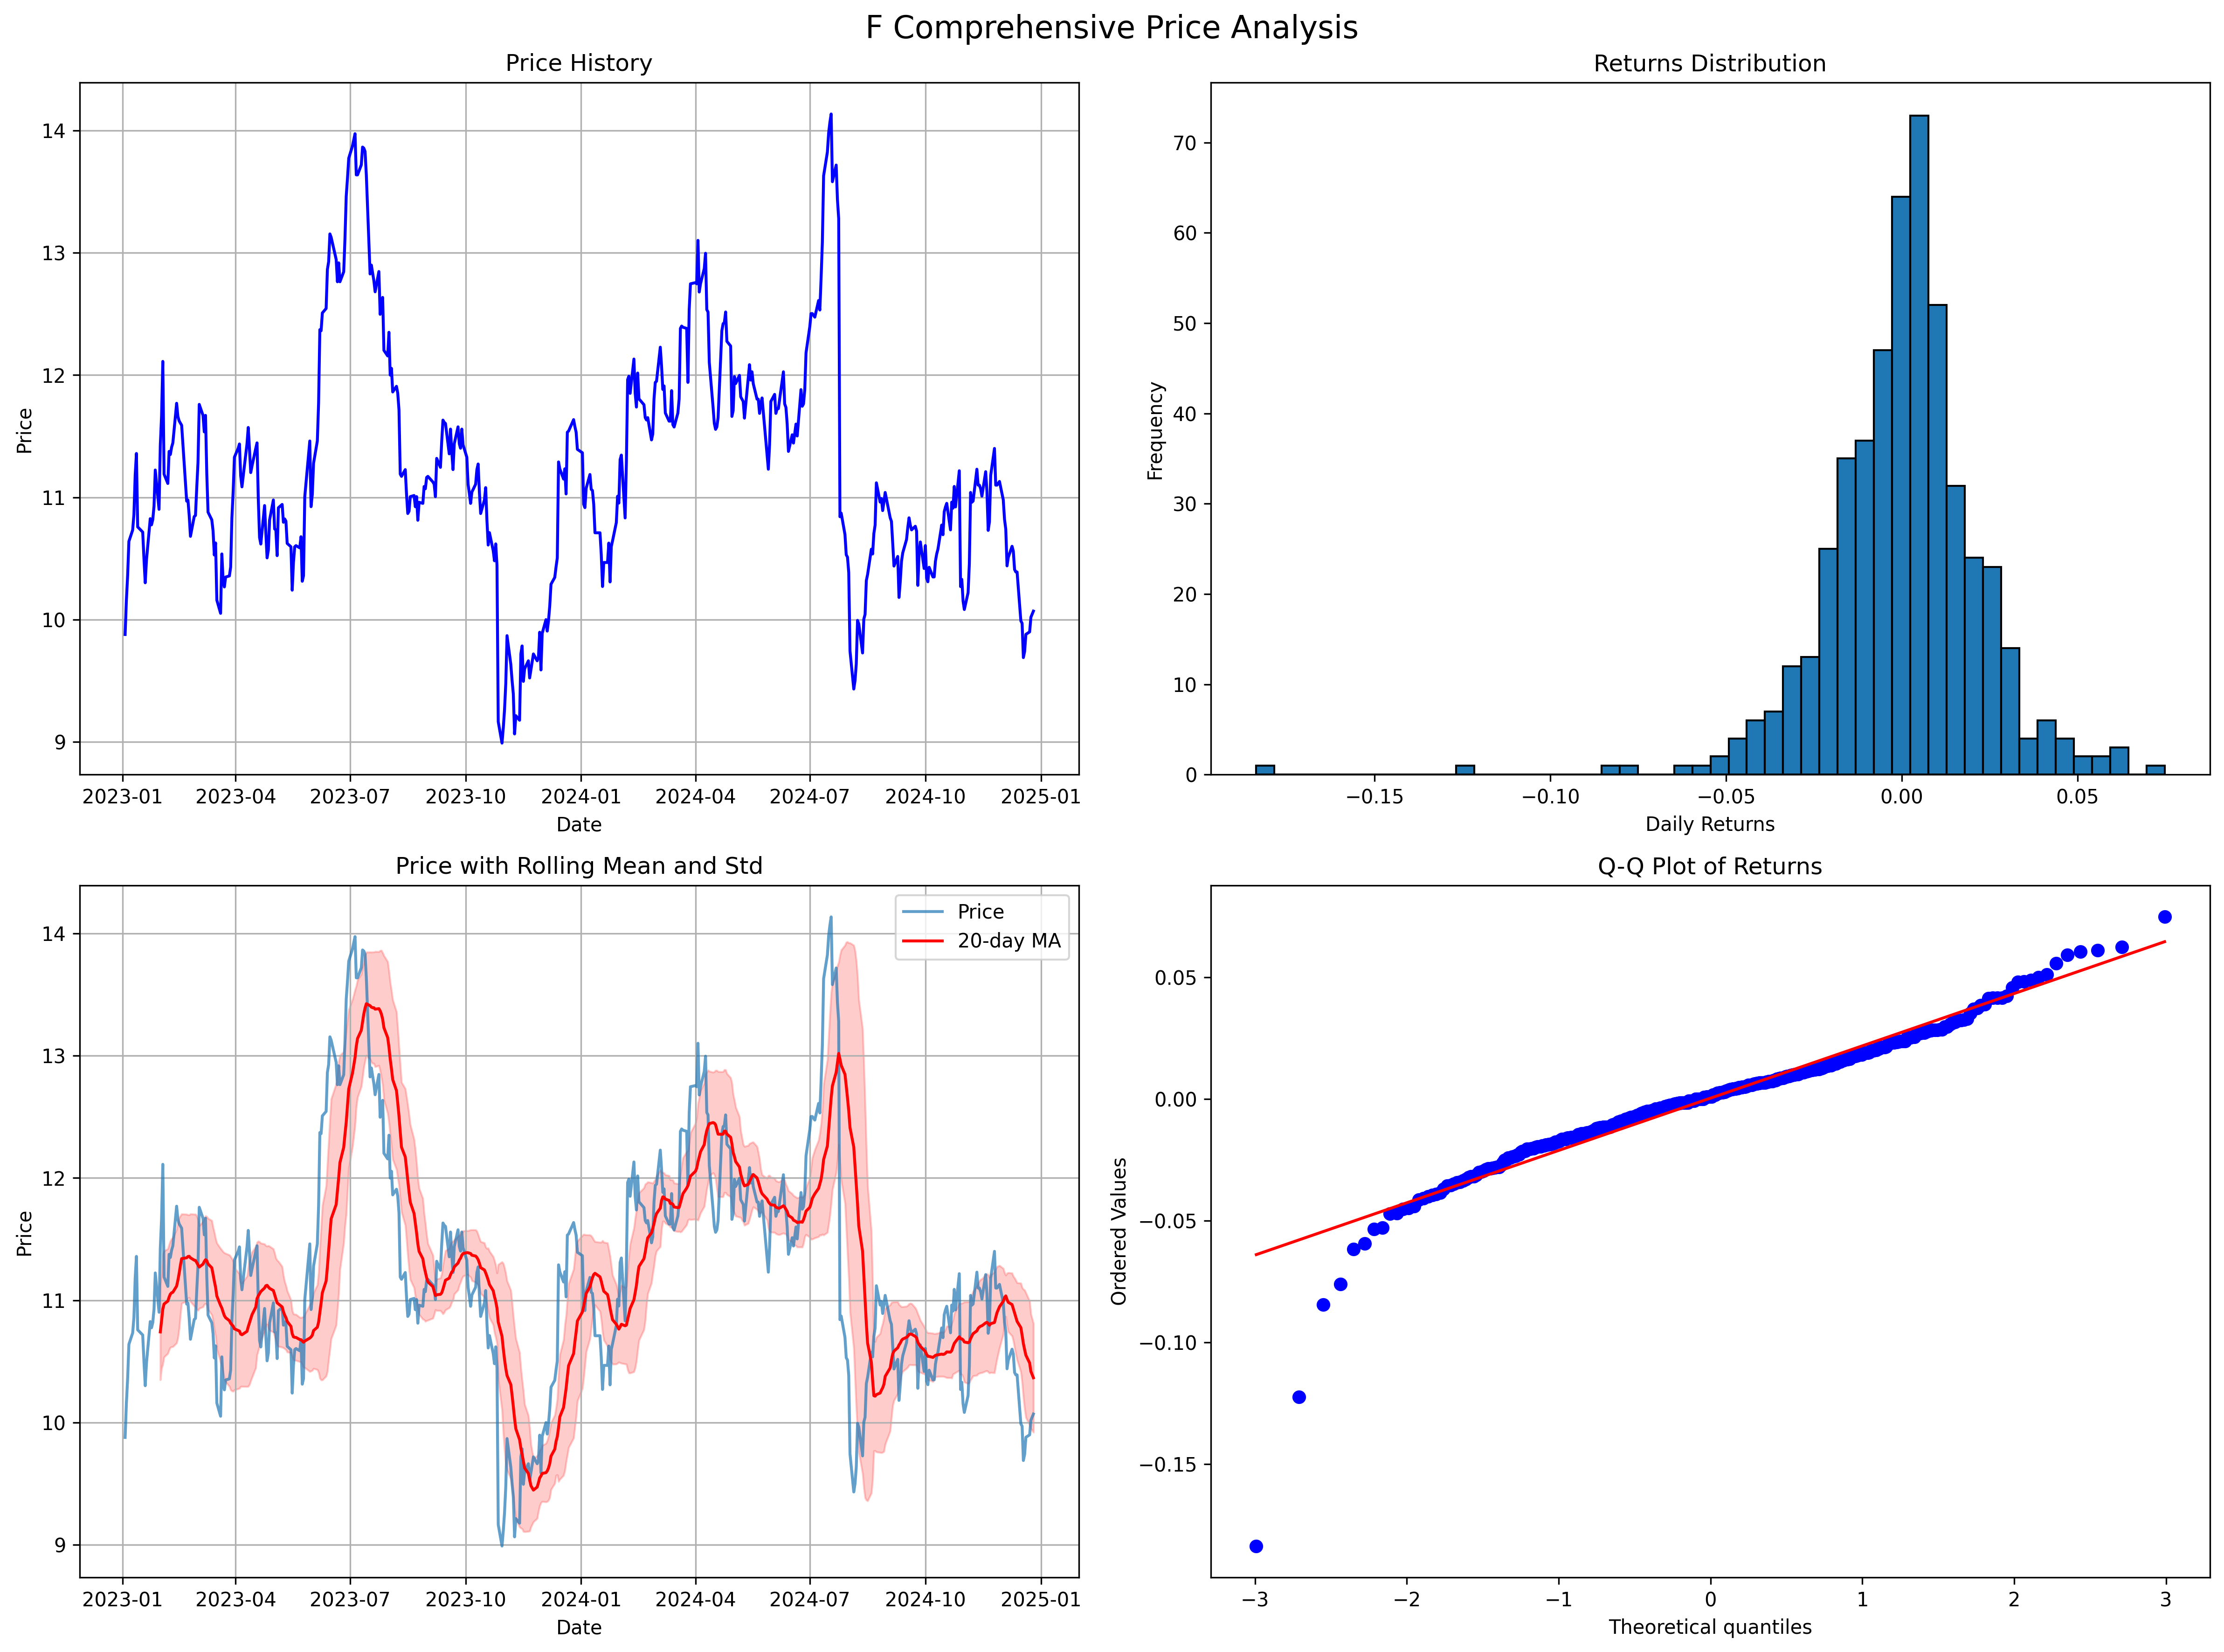 F Comprehensive Price Analysis
Price History
14
13
12
11
10
9
Price
2023-01 2023-04 2023-07 2023-10 2024-01 2024-04 2024-07 2024-10 2025-01
Date
Returns Distribution
70
60
50
40
30
20
10
0
Frequency
−0.15 −0.10 −0.05 0.00 0.05
Daily Returns
Price with Rolling Mean and Std
Price
20-day MA
14
13
12
11
10
9
Price
2023-01 2023-04 2023-07 2023-10 2024-01 2024-04 2024-07 2024-10 2025-01
Date
Q-Q Plot of Returns
0.05
0.00
−0.05
−0.10
−0.15
Ordered Values
−3 −2 −1 0 1 2 3
Theoretical quantiles